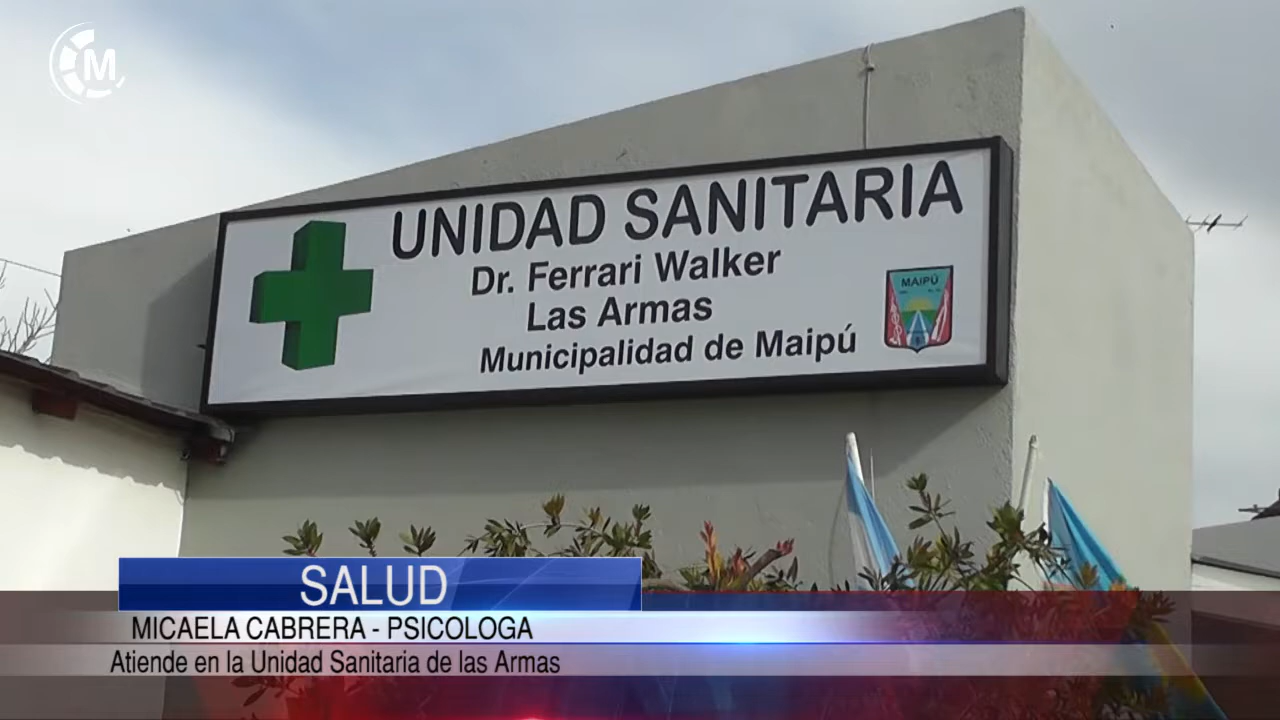 M
UNIDAD SANITARIA
Dr. Ferrari Walker
Las Armas
Municipalidad de Maipú
MAIPÚ
SALUD
MICAELA CABRERA - PSICOLOGA
Atiende en la Unidad Sanitaria de las Armas